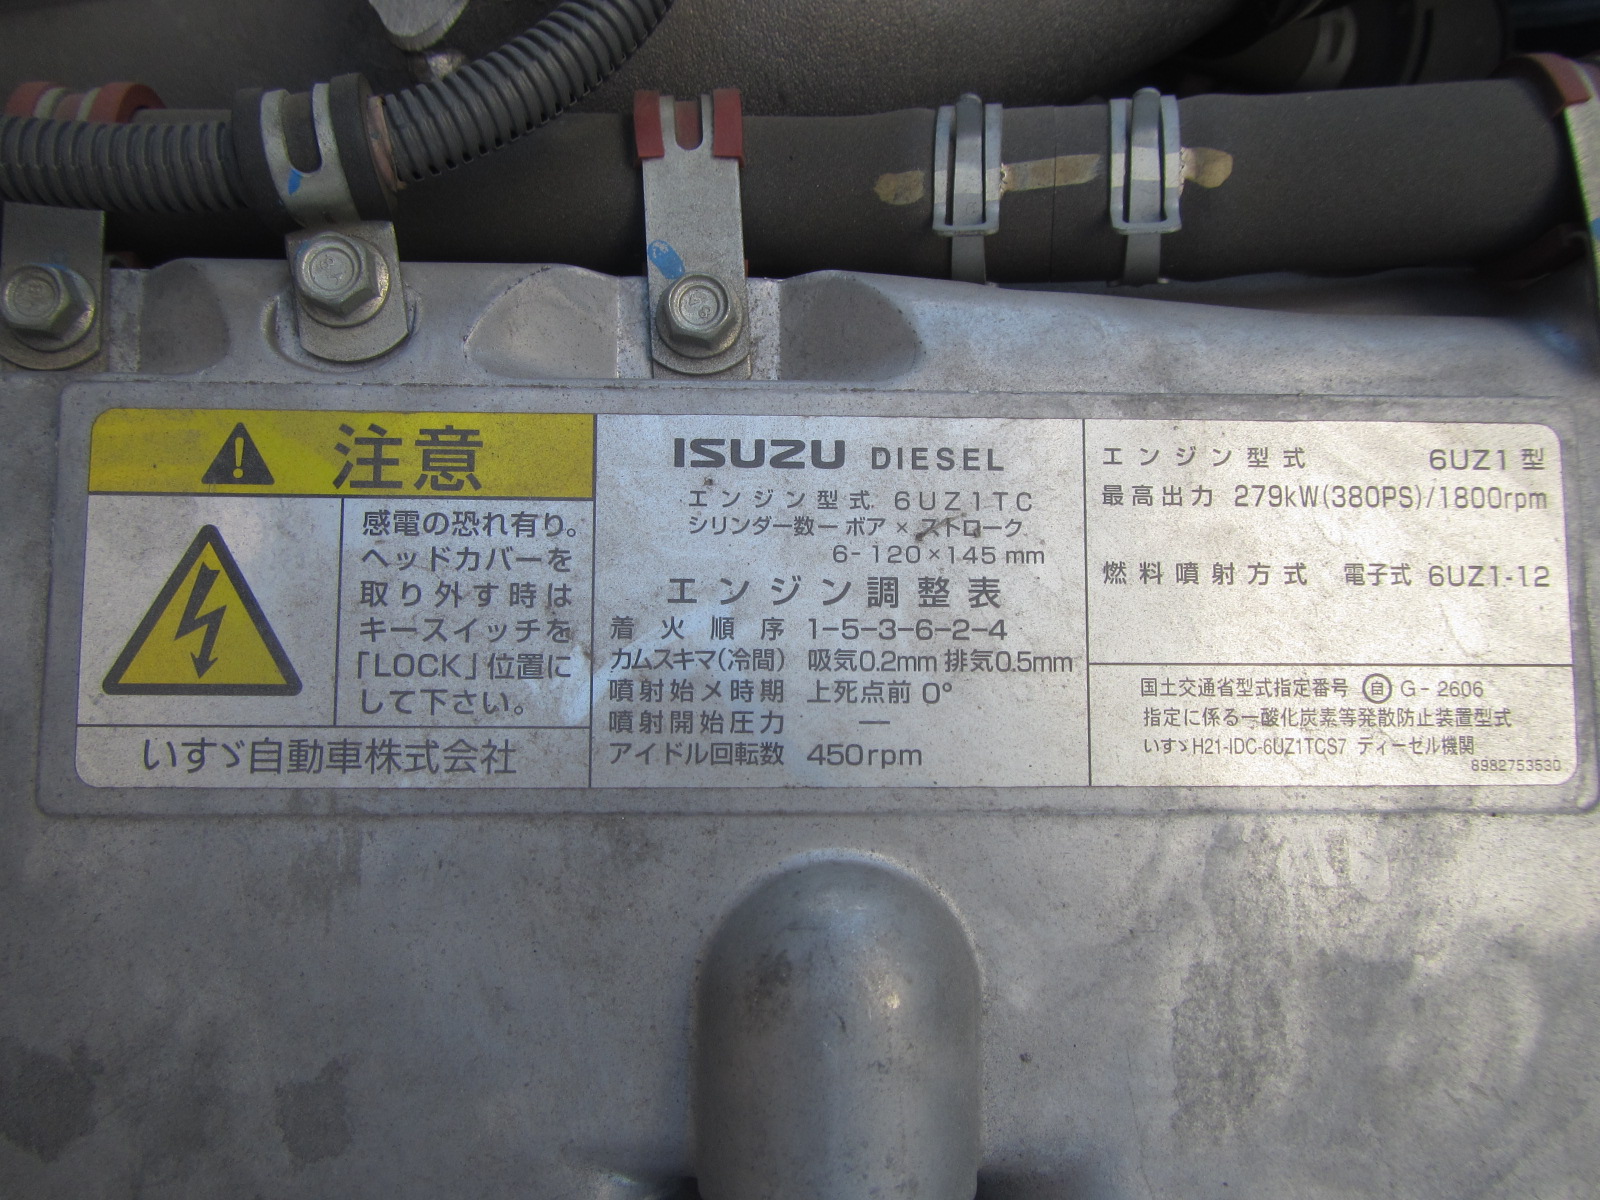 注意
感電の恐れ有り。
ヘッドカバーを
取り外す時は
キースイッチを
「LOCK」位置に
して下さい。
いすゞ自動車株式会社
ISUZU DIESEL
エンジン型式 6UZ1TC
シリンダー数ー ボア × ストローク
6-120×145 mm
エンジン調整表
着火順序 1-5-3-6-2-4
カムスキマ(冷間) 吸気0.2mm 排気0.5mm
噴射始メ時期 上死点前 0°
噴射開始圧力 —
アイドル回転数 450rpm
エンジン型式 6UZ1型
最高出力 279kW(380PS)/1800rpm
燃料噴射方式 電子式 6UZ1-12
国土交通省型式指定番号 ㊐ G-2606
指定に係る一酸化炭素等発散防止装置型式
いすゞH21-IDC-6UZ1TCS7 ディーゼル機関
8982753530